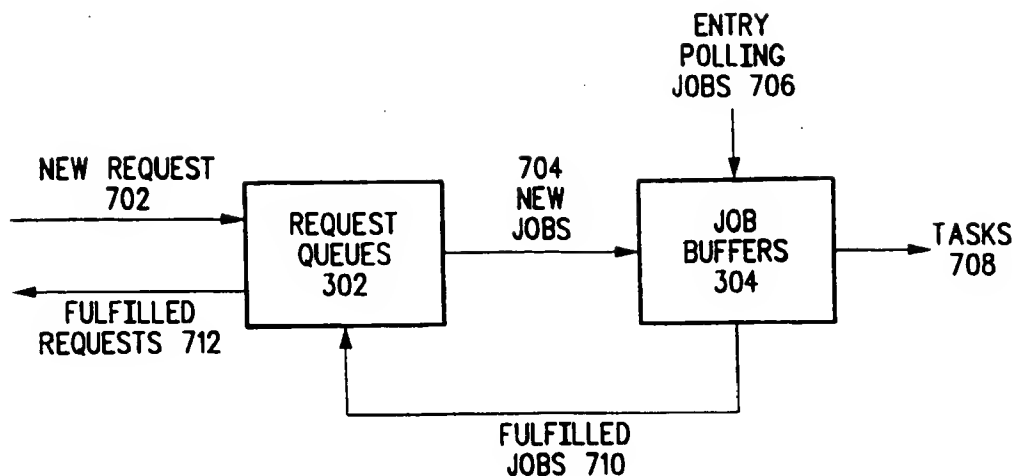 ENTRY
POLLING
JOBS 706
NEW REQUEST
702
704
NEW
JOBS
REQUEST
QUEUES
302
JOB
BUFFERS
304
TASKS
708
FULFILLED
REQUESTS 712
FULFILLED
JOBS 710